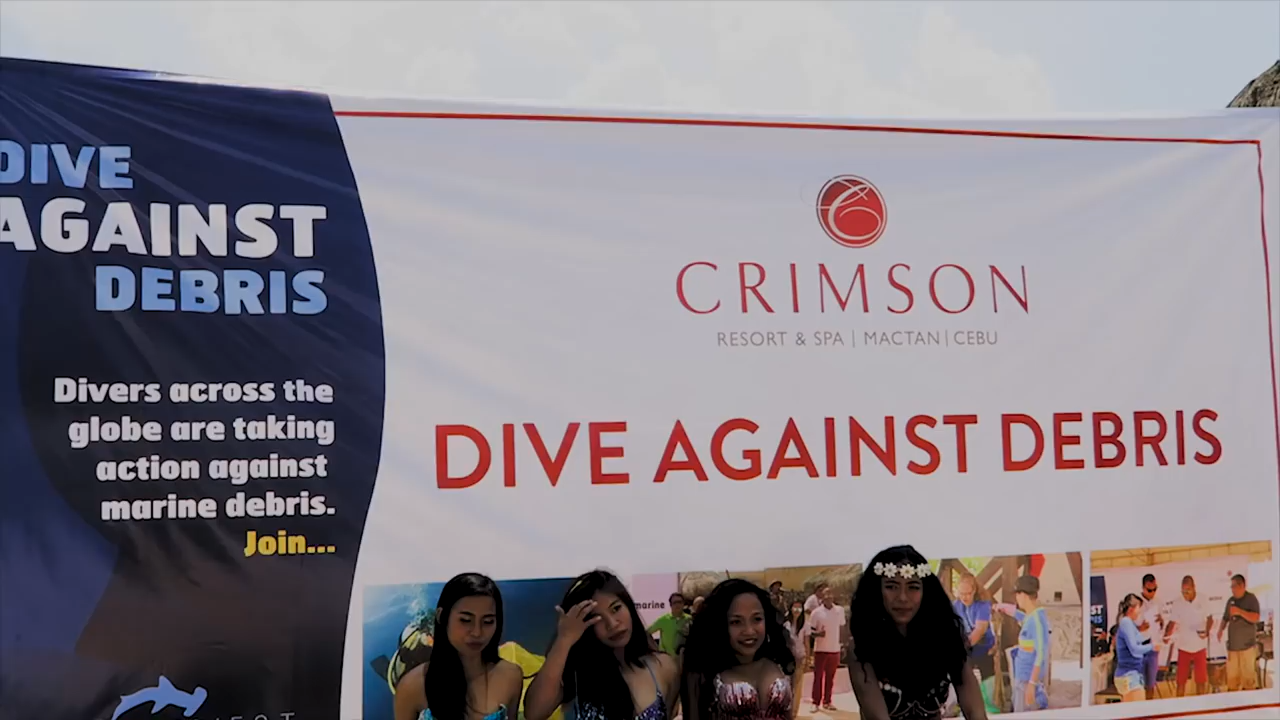 DIVE
AGAINST
DEBRIS
Divers across the
globe are taking
action against
marine debris.
Join...
CRIMSON
RESORT & SPA | MACTAN | CEBU
DIVE AGAINST DEBRIS
marine